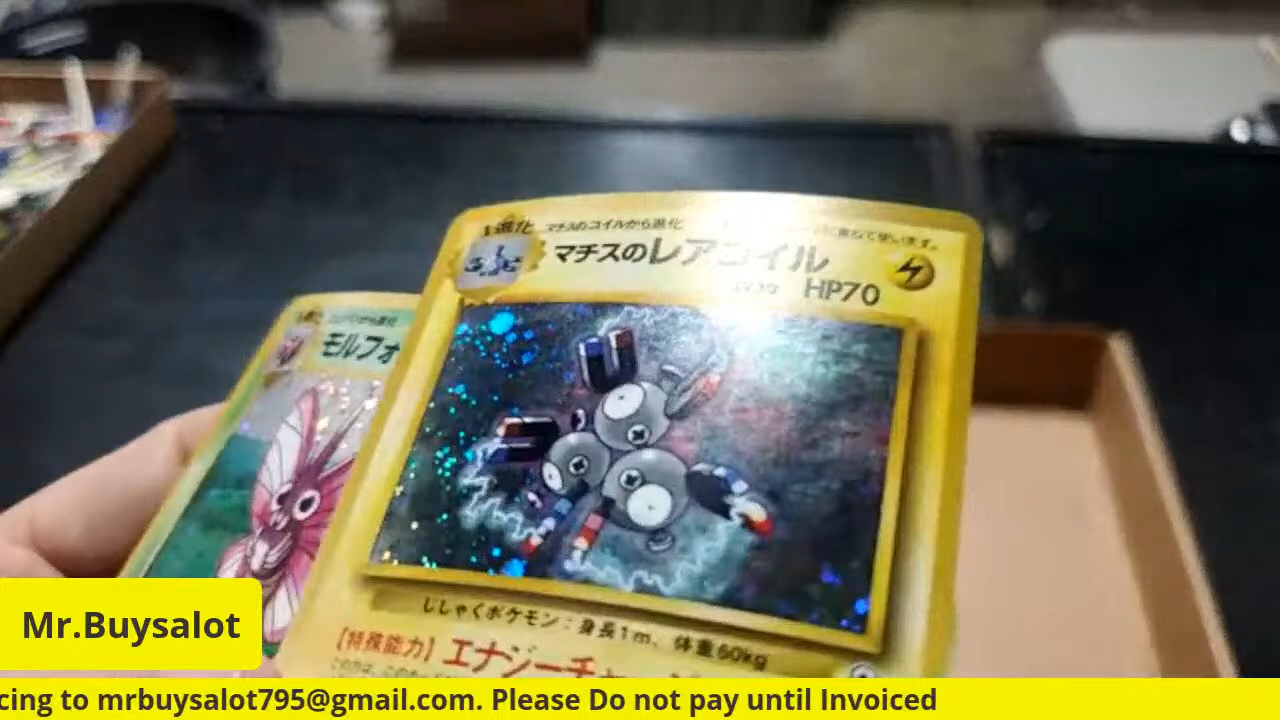 1進化 マチスのコイルから進化
マチスのレアコイル
HP70
モルフォ
じしゃくポケモン：身長1m、体重60kg
【特殊能力】エナジーチャ
Mr.Buysalot
cing to mrbuysalot795@gmail.com. Please Do not pay until Invoiced